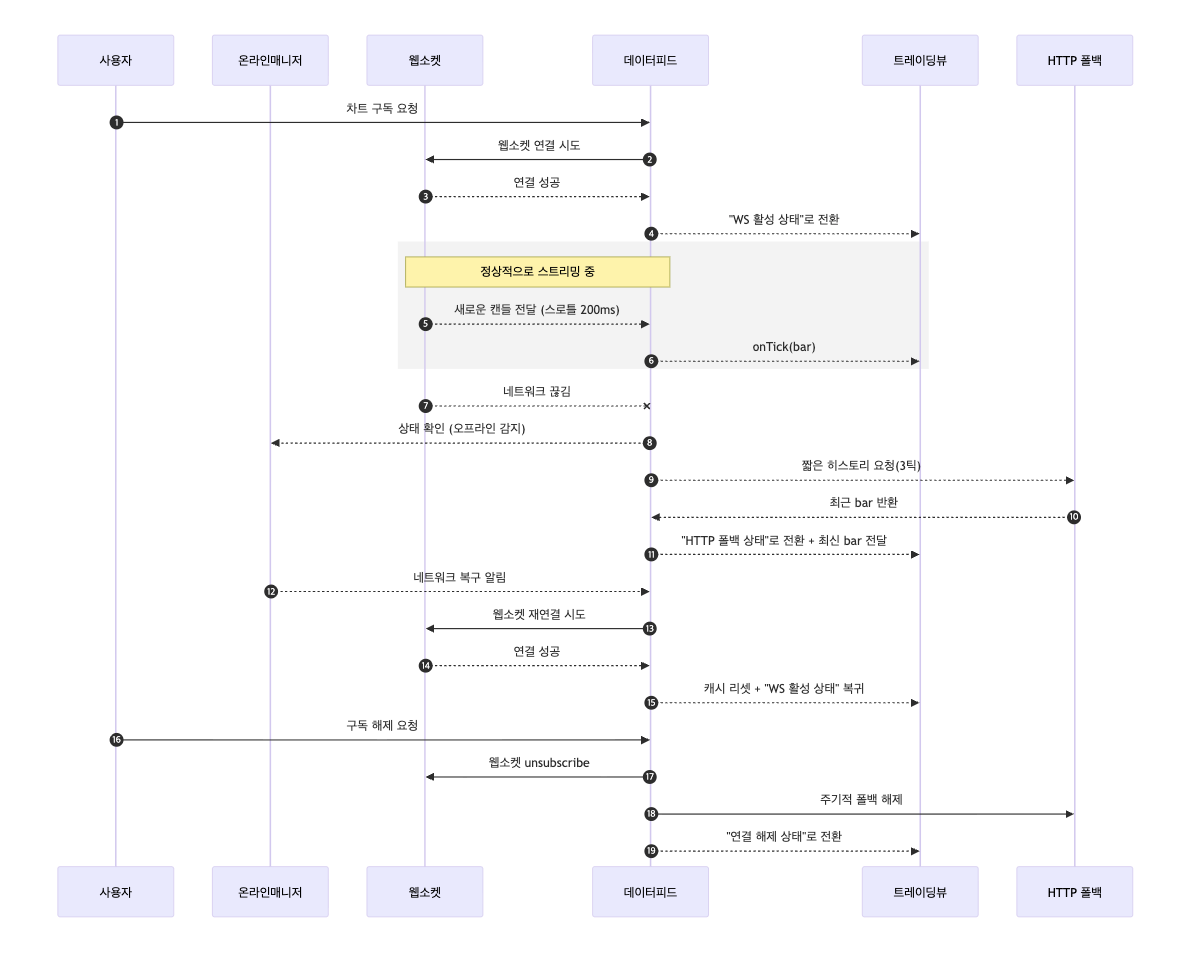 사용자
온라인매니저
웹소켓
데이터피드
트레이딩뷰
HTTP 폴백
차트 구독 요청
1
웹소켓 연결 시도
2
연결 성공
3
"WS 활성 상태"로 전환
4
정상적으로 스트리밍 중
새로운 캔들 전달 (스로틀 200ms)
5
onTick(bar)
6
네트워크 끊김
7
상태 확인 (오프라인 감지)
8
짧은 히스토리 요청(3틱)
9
최근 bar 반환
10
"HTTP 폴백 상태"로 전환 + 최신 bar 전달
11
네트워크 복구 알림
12
웹소켓 재연결 시도
13
연결 성공
14
캐시 리셋 + "WS 활성 상태" 복귀
15
구독 해제 요청
16
웹소켓 unsubscribe
17
주기적 폴백 해제
18
"연결 해제 상태"로 전환
19
사용자
온라인매니저
웹소켓
데이터피드
트레이딩뷰
HTTP 폴백